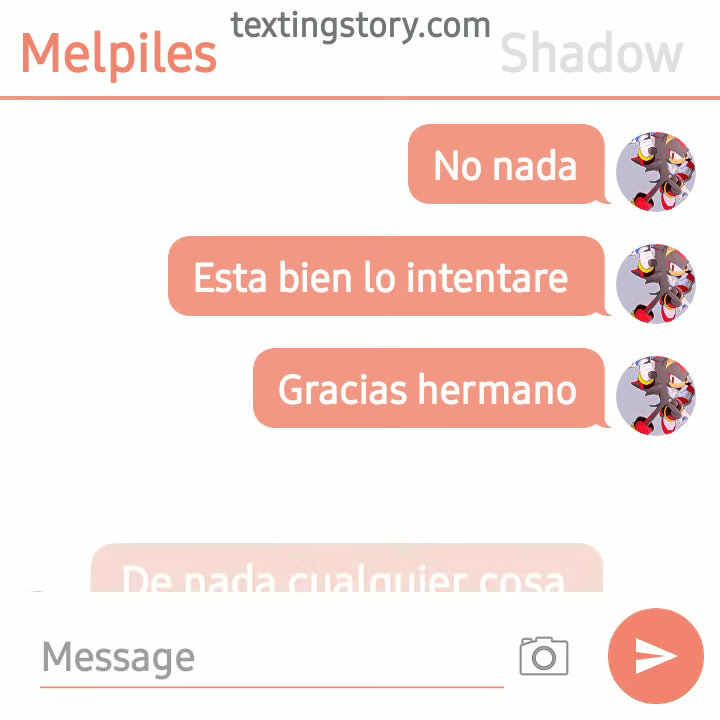 textingstory.com
Melpiles
Shadow
No nada
Esta bien lo intentare
Gracias hermano
De nada cualquier cosa
Message